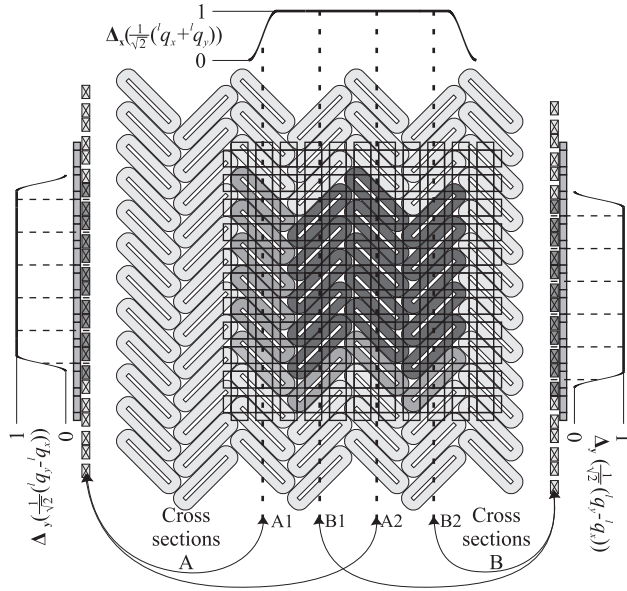 1
Δx(1/√2(ˡqx+ˡqy))
0
1
0
Δy(1/√2(ˡqy-ˡqx))
0
1
Δy(1/√2(ˡqy-ˡqx))
Cross
sections
A
A1
B1
A2
B2
Cross
sections
B